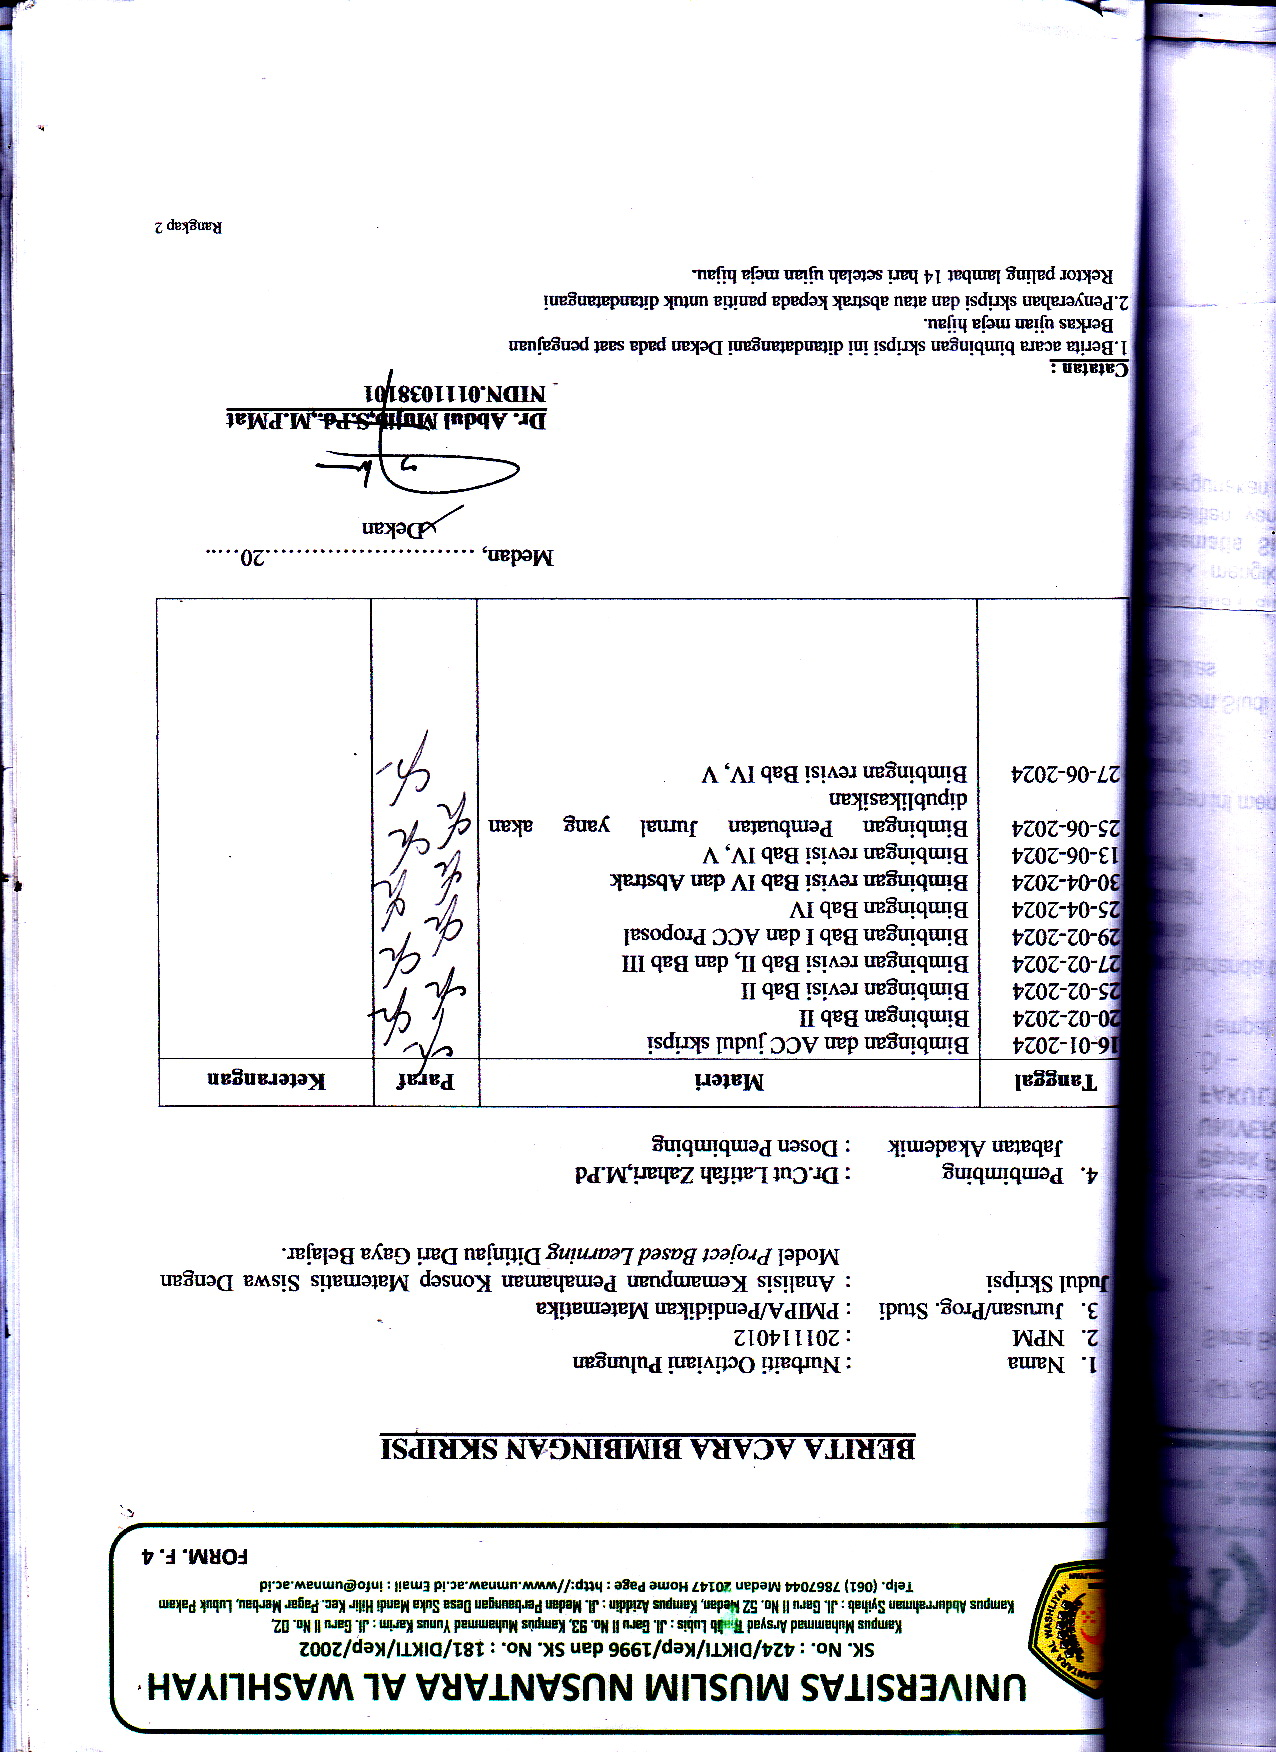 UNIVERSITAS MUSLIM NUSANTARA AL WASHLIYAH
SK. No. : 424/DIKTI/Kep/1996 dan SK. No. : 181/DIKTI/Kep/2002
Kampus Muhammad Arsyad Thalib Lubis : Jl. Garu II No. 93, Kampus Muhammad Yunus Karim : Jl. Garu II No. 02,
Kampus Abdurrahman Syihab : Jl. Garu II No. 52 Medan, Kampus Aziddin : Jl. Medan Perbaungan Desa Suka Mandi Hilir Kec. Pagar Merbau, Lubuk Pakam
Telp. (061) 7867044 Medan 20147 Home Page : http://www.umnaw.ac.id Email : info@umnaw.ac.id
FORM. F. 4
BERITA ACARA BIMBINGAN SKRIPSI
1. Nama : Nurbaiti Octiviani Pulungan
2. NPM : 201114012
3. Jurusan/Prog. Studi : PMIPA/Pendidikan Matematika
Judul Skripsi : Analisis Kemampuan Pemahaman Konsep Matematis Siswa Dengan
Model Project Based Learning Ditinjau Dari Gaya Belajar.
4. Pembimbing : Dr.Cut Latifah Zahari,M.Pd
Jabatan Akademik : Dosen Pembimbing
Tanggal Materi Paraf Keterangan
16-01-2024 Bimbingan dan ACC judul skripsi
20-02-2024 Bimbingan Bab II
25-02-2024 Bimbingan revisi Bab II
27-02-2024 Bimbingan revisi Bab II, dan Bab III
29-02-2024 Bimbingan Bab I dan ACC Proposal
25-04-2024 Bimbingan Bab IV
30-04-2024 Bimbingan revisi Bab IV dan Abstrak
13-06-2024 Bimbingan revisi Bab IV, V
25-06-2024 Bimbingan Pembuatan Jurnal yang akan
dipublikasikan
27-06-2024 Bimbingan revisi Bab IV, V
Medan, ............................20.....
Dekan
Dr. Abdul Mujib,S.Pd.,M.PMat
NIDN.0111038101
Catatan :
1.Berita acara bimbingan skripsi ini ditandatangani Dekan pada saat pengajuan
Berkas ujian meja hijau.
2.Penyerahan skripsi dan atau abstrak kepada panitia untuk ditandatangani
Rektor paling lambat 14 hari setelah ujian meja hijau.
Rangkap 2